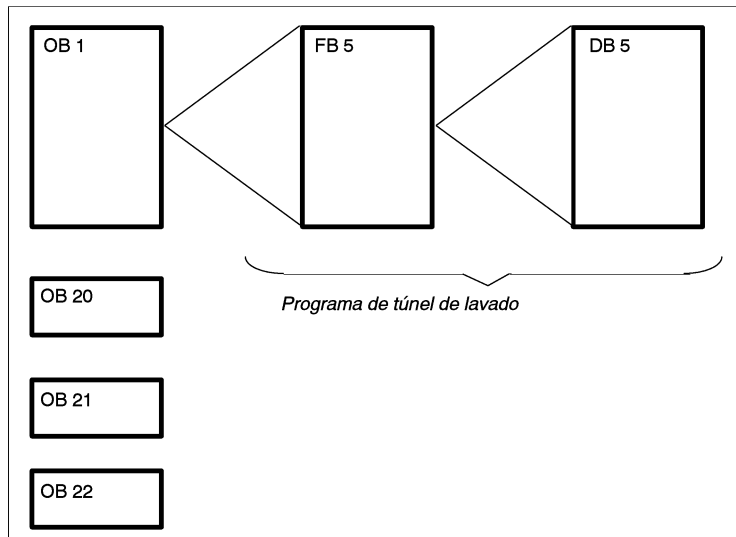 OB 1
FB 5
DB 5
Programa de túnel de lavado
OB 20
OB 21
OB 22